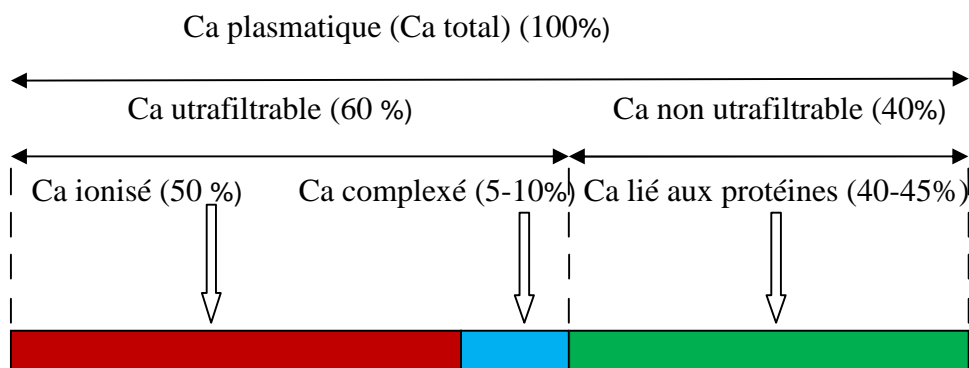 Ca plasmatique (Ca total) (100%)
Ca utrafiltrable (60 %) Ca non utrafiltrable (40%)
Ca ionisé (50 %) Ca complexé (5-10%) Ca lié aux protéines (40-45%)